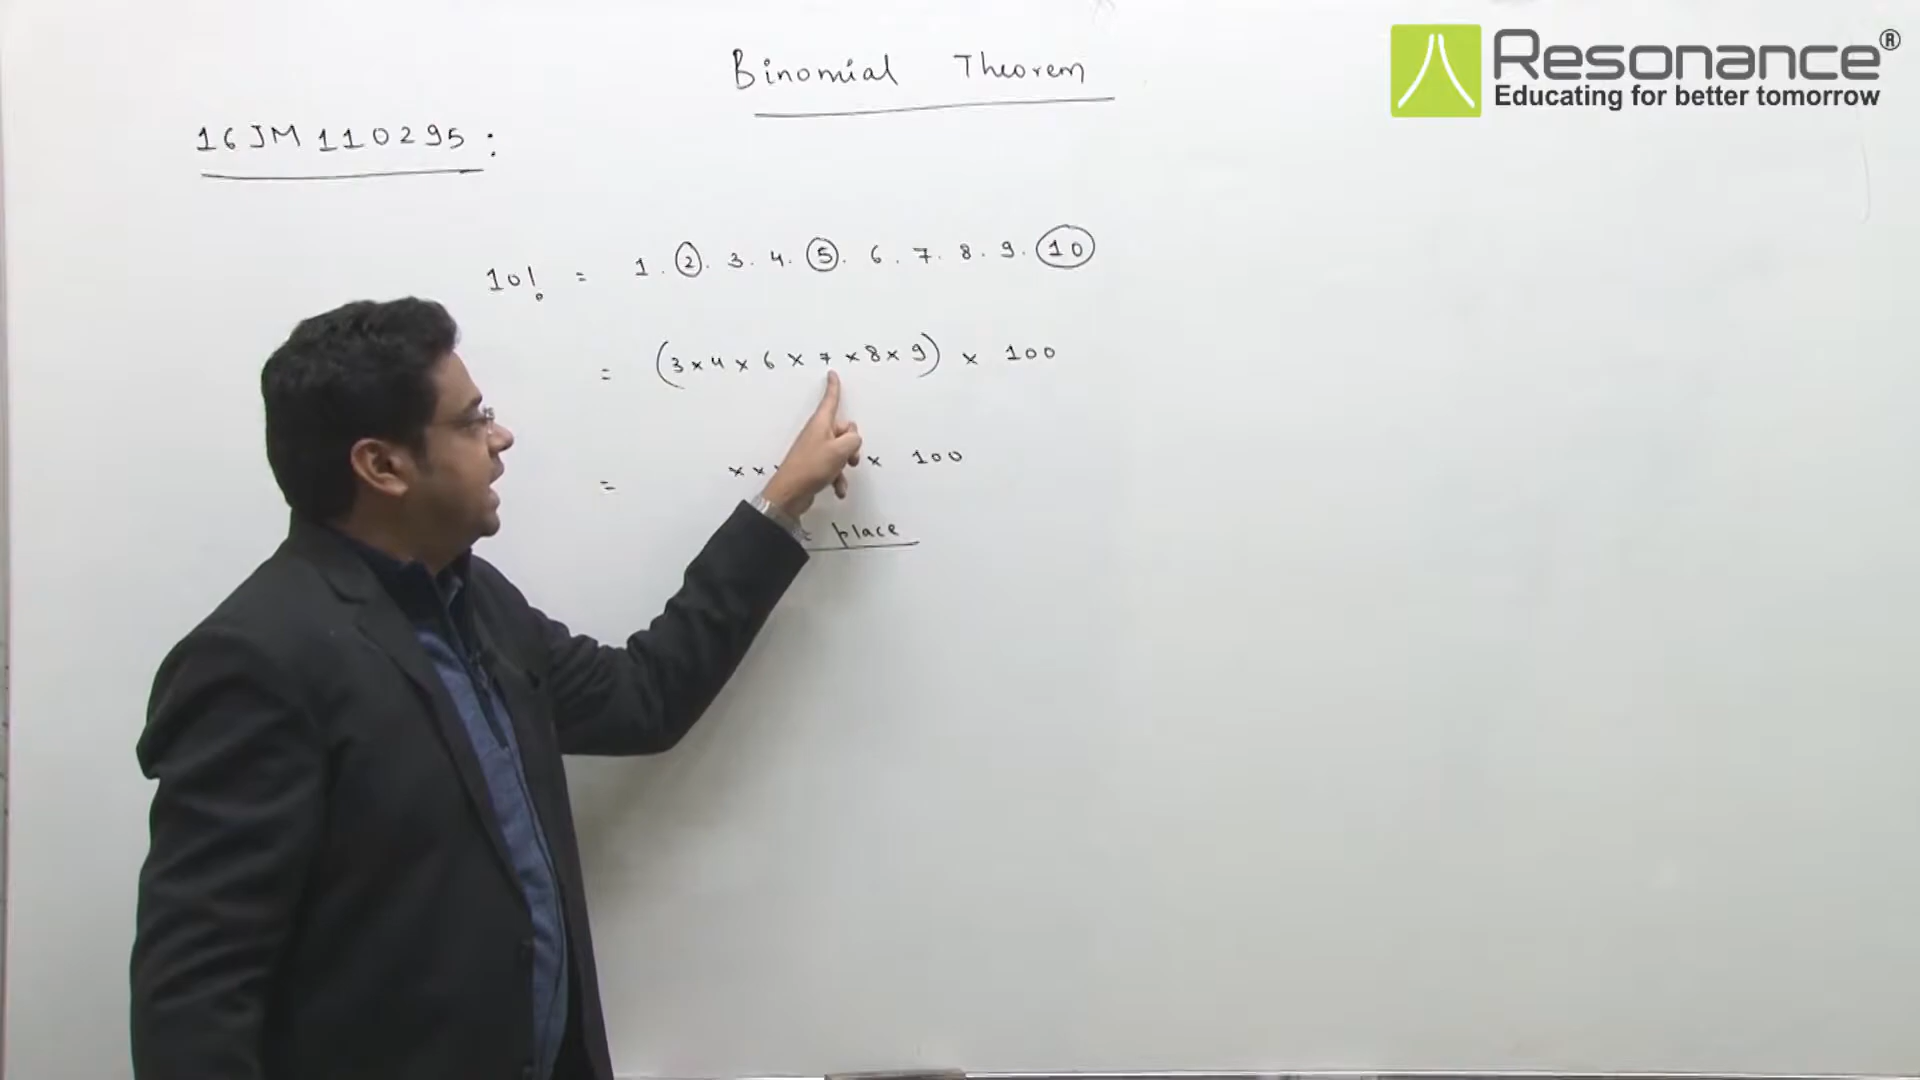 Resonance®
Educating for better tomorrow
Binomial Theorem
16JM110295:
10! = 1. 2. 3. 4. 5. 6. 7. 8. 9. 10
= (3×4×6×7×8×9) × 100
= ×× × 100
place